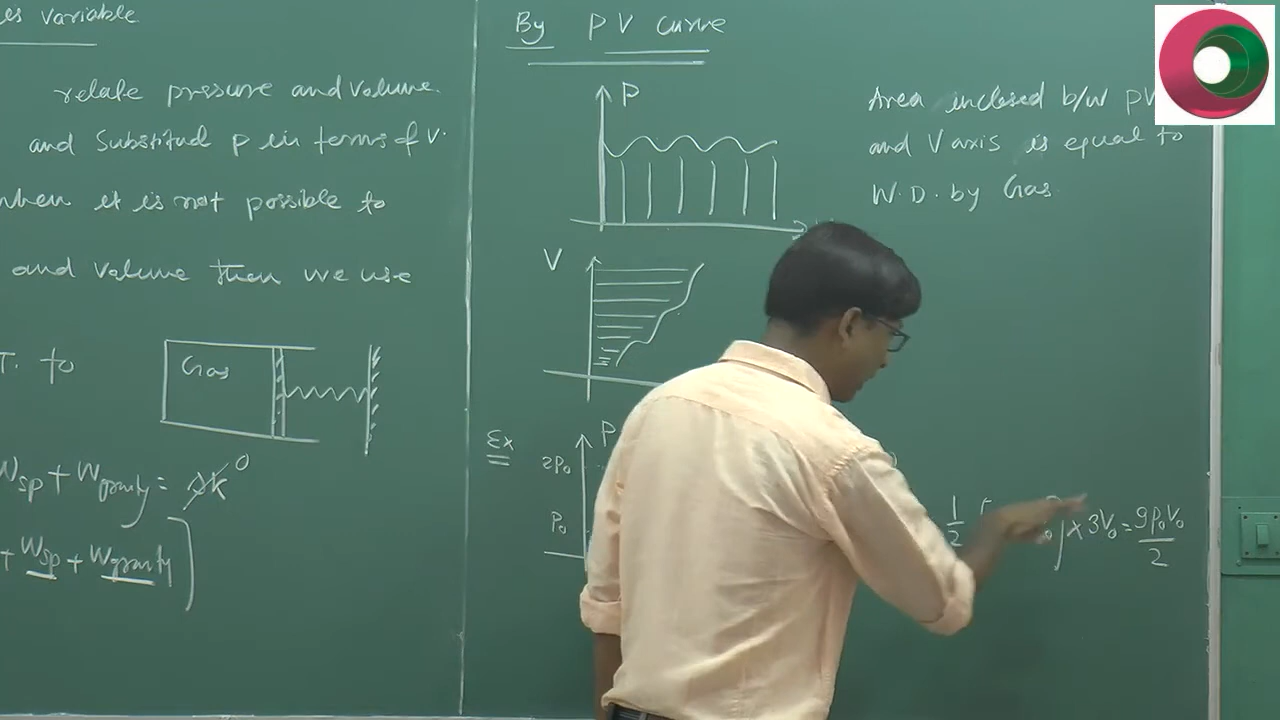 es variable
relate pressure and volume.
and Substitud p in terms of V.
when it is not possible to
and volume then we use
T. to
Gas
Wsp + Wgravity = ΔK 0
+ Wsp + Wgravity ]
By PV curve
P
V
Ex
P
2P₀
P₀
Area inclosed b/w PV
and V axis is equal to
W.D. by Gas.
1/2
× 3V₀ = 9P₀V₀/2